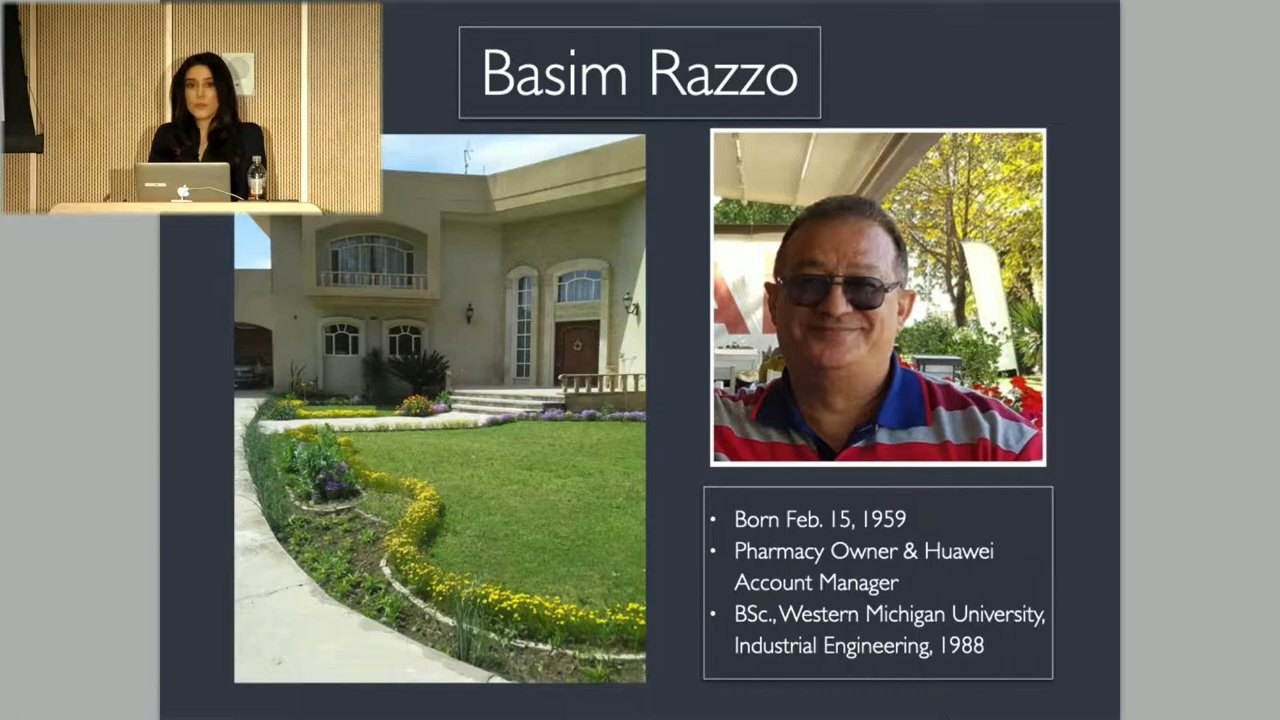 Basim Razzo
• Born Feb. 15, 1959
• Pharmacy Owner & Huawei
Account Manager
• BSc., Western Michigan University,
Industrial Engineering, 1988